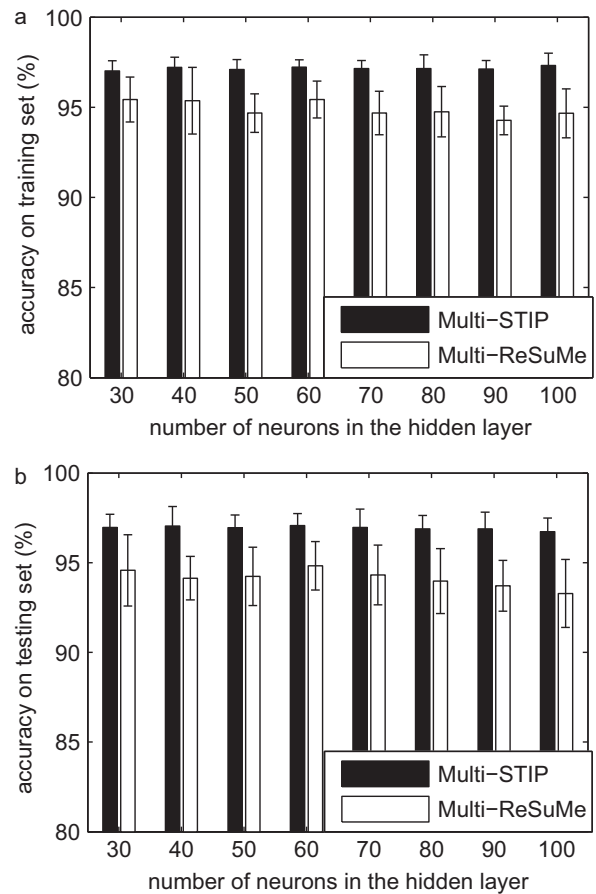 a
100
95
90
85
80
accuracy on training set (%)
Multi−STIP
Multi−ReSuMe
30 40 50 60 70 80 90 100
number of neurons in the hidden layer
b
100
95
90
85
80
accuracy on testing set (%)
Multi−STIP
Multi−ReSuMe
30 40 50 60 70 80 90 100
number of neurons in the hidden layer